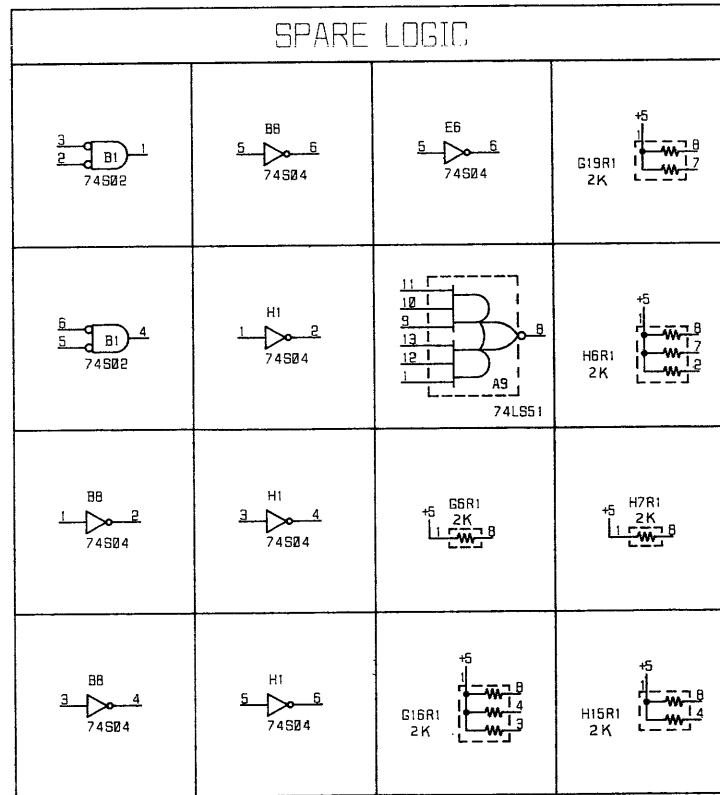 SPARE LOGIC
3
2
B1
1
74S02
B8
5
6
74S04
E6
5
6
74S04
+5
1
8
7
G19R1
2K
6
5
B1
4
74S02
H1
1
2
74S04
11
10
9
13
12
1
8
A9
74LS51
+5
1
8
7
2
H6R1
2K
B8
1
2
74S04
H1
3
4
74S04
G6R1
2K
+5
1
8
H7R1
2K
+5
1
8
B8
3
4
74S04
H1
5
6
74S04
+5
1
8
4
3
G16R1
2K
+5
1
8
4
H15R1
2K